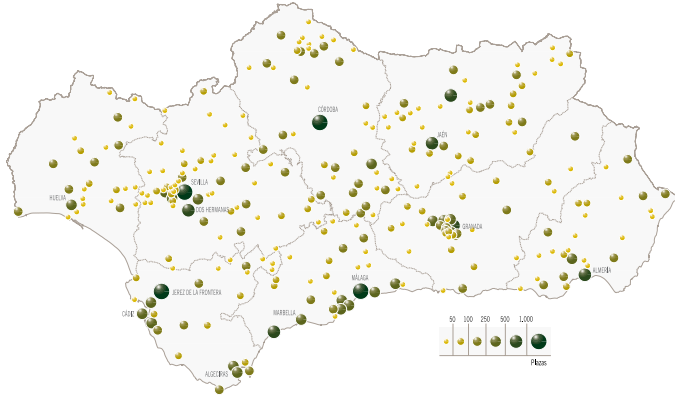 CÓRDOBA
JAÉN
SEVILLA
HUELVA
DOS HERMANAS
GRANADA
ALMERÍA
MÁLAGA
JEREZ DE LA FRONTERA
CÁDIZ
MARBELLA
ALGECIRAS
50 100 250 500 1.000
Plazas